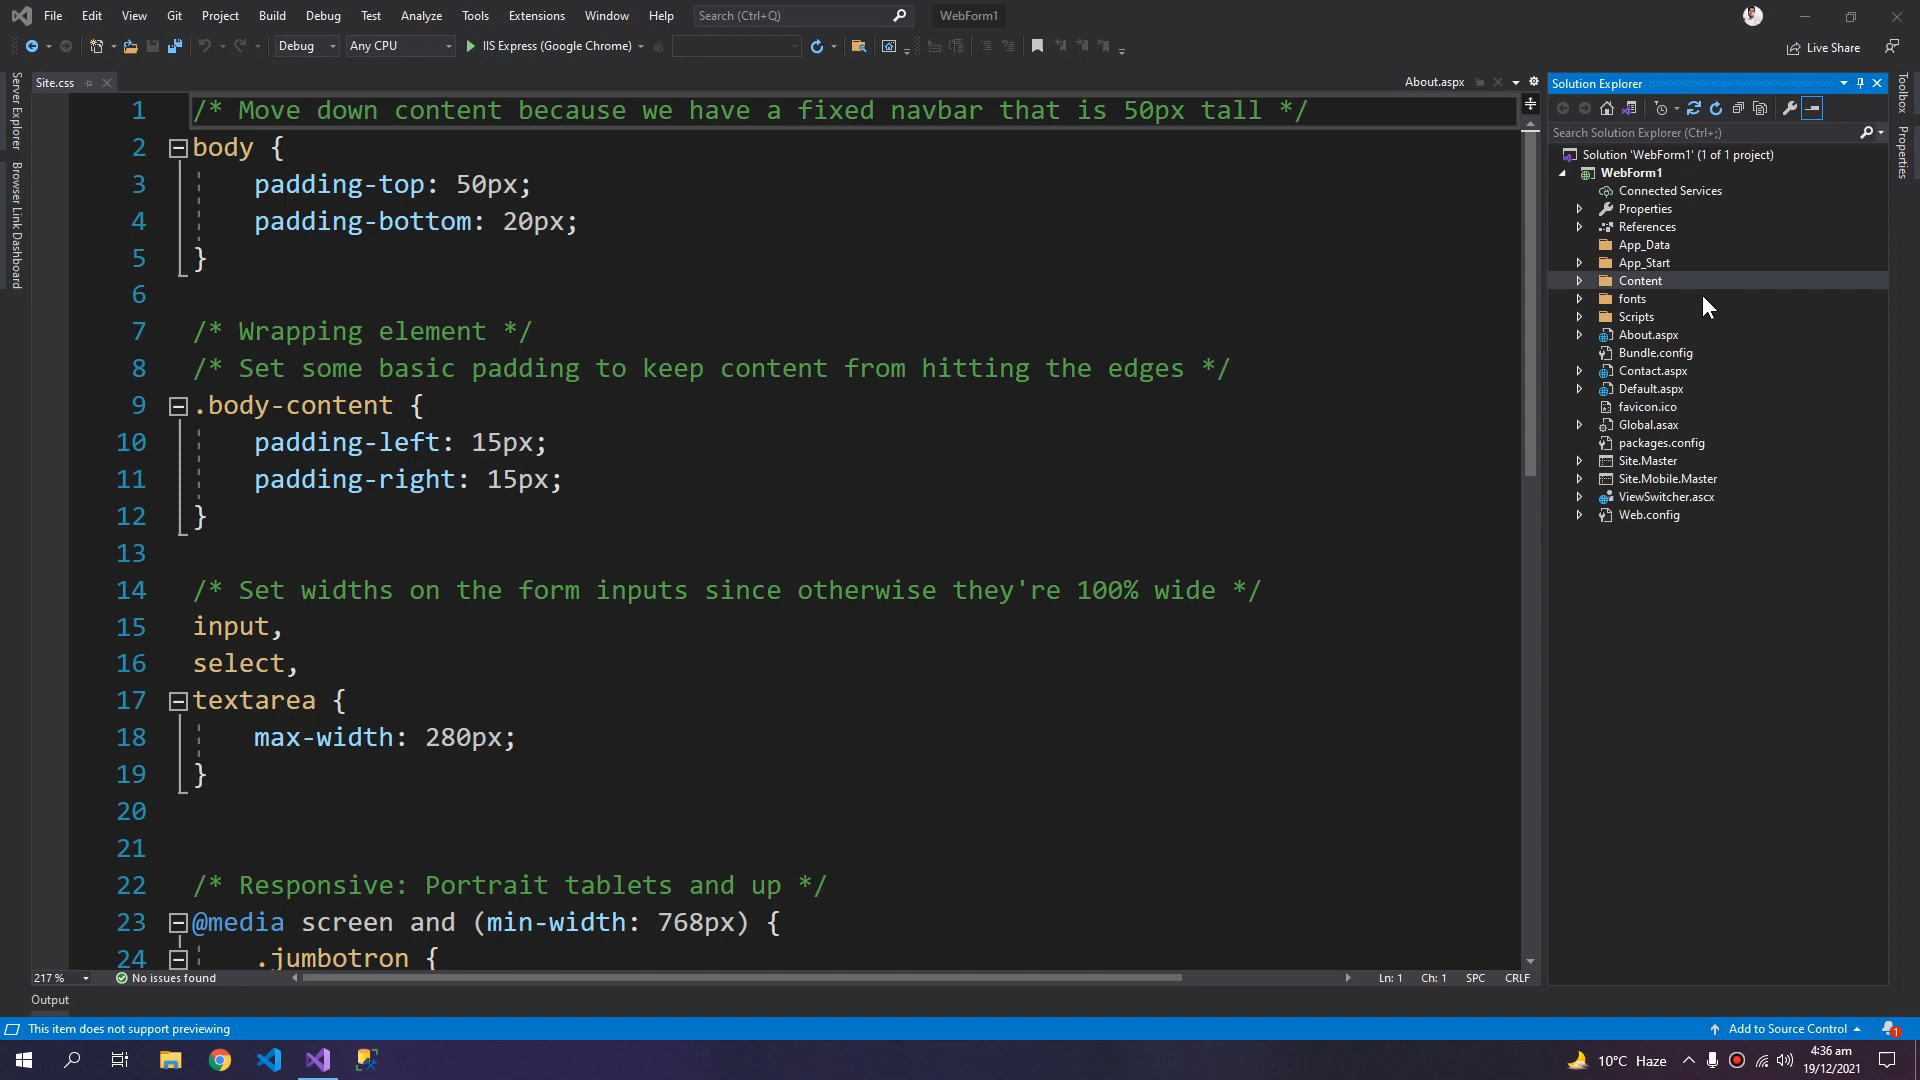 File Edit View Git Project Build Debug Test Analyze Tools Extensions Window Help Search (Ctrl+Q) WebForm1
Debug Any CPU IIS Express (Google Chrome) Live Share
Server Explorer
Browser Link Dashboard
Site.css
About.aspx
1 /* Move down content because we have a fixed navbar that is 50px tall */
2 body {
3 padding-top: 50px;
4 padding-bottom: 20px;
5 }
6
7 /* Wrapping element */
8 /* Set some basic padding to keep content from hitting the edges */
9 .body-content {
10 padding-left: 15px;
11 padding-right: 15px;
12 }
13
14 /* Set widths on the form inputs since otherwise they're 100% wide */
15 input,
16 select,
17 textarea {
18 max-width: 280px;
19 }
20
21
22 /* Responsive: Portrait tablets and up */
23 @media screen and (min-width: 768px) {
24 .jumbotron {
217 % No issues found Ln: 1 Ch: 1 SPC CRLF
Output
Solution Explorer
Search Solution Explorer (Ctrl+;)
Solution 'WebForm1' (1 of 1 project)
WebForm1
Connected Services
Properties
References
App_Data
App_Start
Content
fonts
Scripts
About.aspx
Bundle.config
Contact.aspx
Default.aspx
favicon.ico
Global.asax
packages.config
Site.Master
Site.Mobile.Master
ViewSwitcher.ascx
Web.config
Toolbox
Properties
This item does not support previewing Add to Source Control 1
10°C Haze 4:36 am
19/12/2021